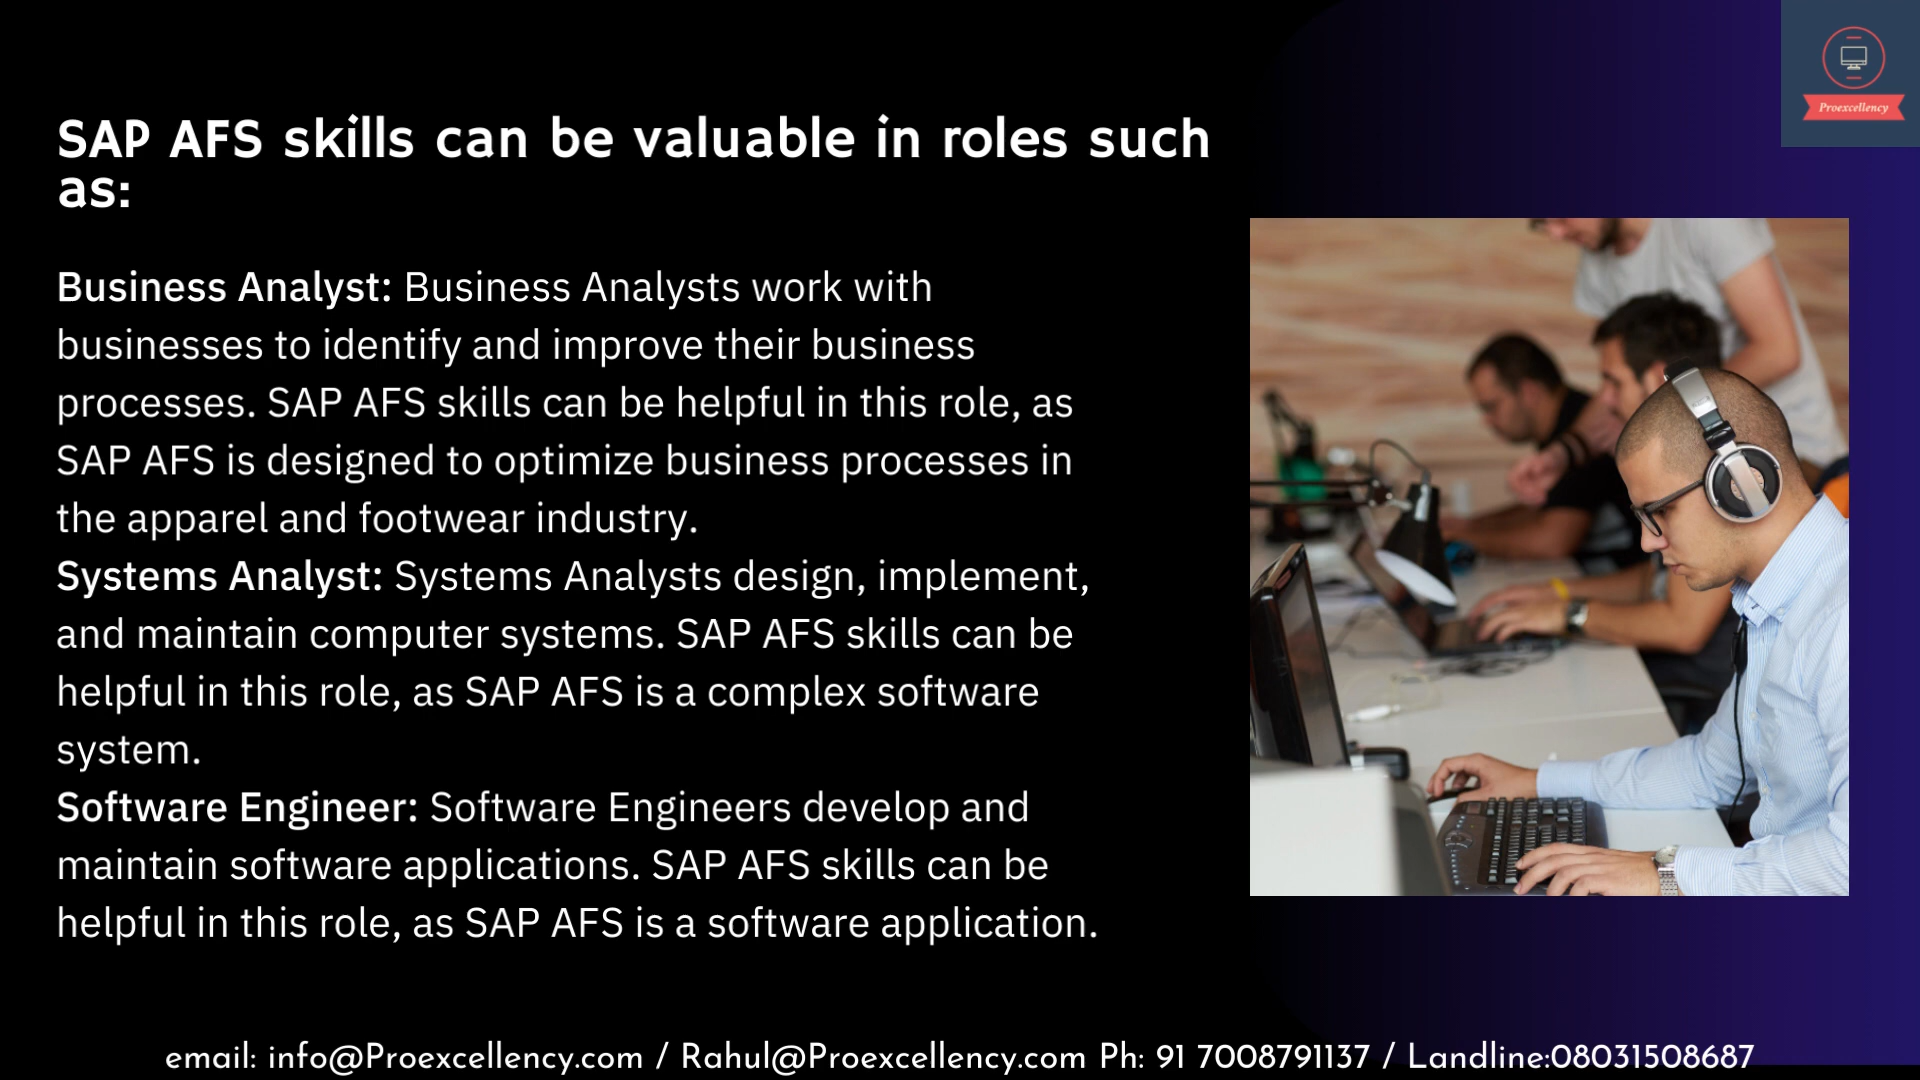 Proexcellency
SAP AFS skills can be valuable in roles such
as:
Business Analyst: Business Analysts work with
businesses to identify and improve their business
processes. SAP AFS skills can be helpful in this role, as
SAP AFS is designed to optimize business processes in
the apparel and footwear industry.
Systems Analyst: Systems Analysts design, implement,
and maintain computer systems. SAP AFS skills can be
helpful in this role, as SAP AFS is a complex software
system.
Software Engineer: Software Engineers develop and
maintain software applications. SAP AFS skills can be
helpful in this role, as SAP AFS is a software application.
email: info@Proexcellency.com / Rahul@Proexcellency.com Ph: 91 7008791137 / Landline:08031508687